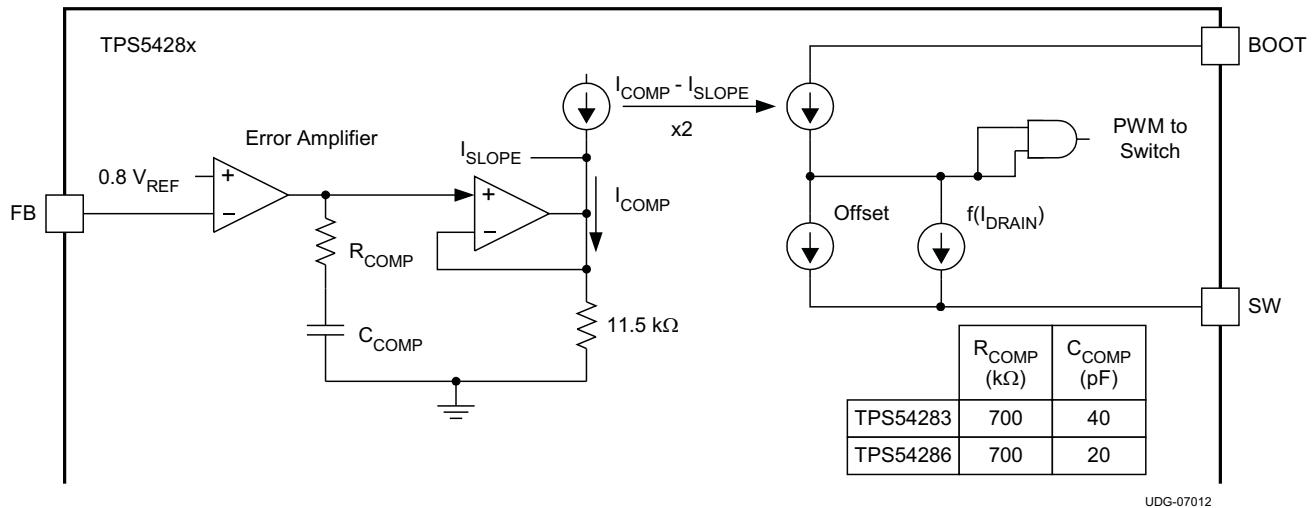 TPS5428x
BOOT
I_COMP - I_SLOPE
x2
Error Amplifier
PWM to
Switch
I_SLOPE
0.8 V_REF
+
−
+
−
FB
I_COMP
Offset
f(I_DRAIN)
R_COMP
C_COMP
11.5 kΩ
SW
R_COMP
(kΩ)
C_COMP
(pF)
TPS54283 700 40
TPS54286 700 20
UDG-07012